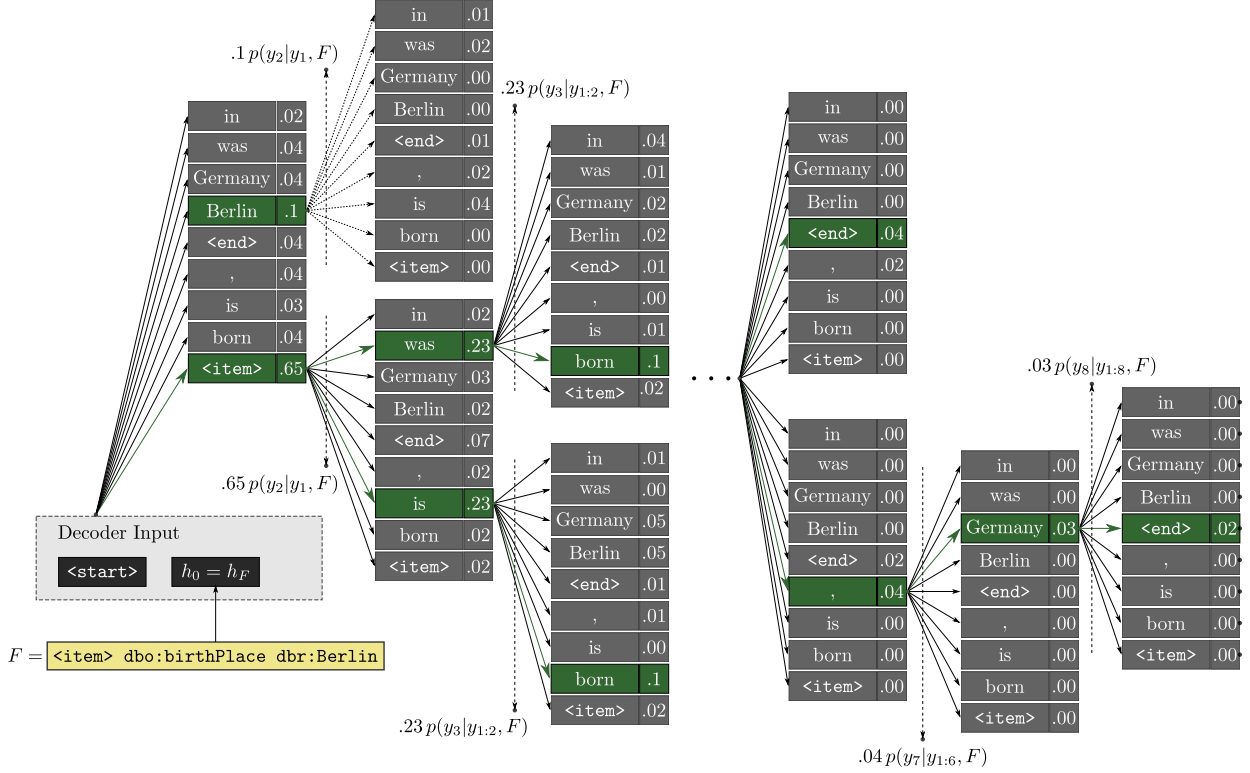 .1 p(y₂|y₁, F)
in .01
was .02
Germany .00
Berlin .00
<end> .01
, .02
is .04
born .00
<item> .00
in .02
was .04
Germany .04
Berlin .1
<end> .04
, .04
is .03
born .04
<item> .65
in .02
was .23
Germany .03
Berlin .02
<end> .07
, .02
is .23
born .02
<item> .02
.65 p(y₂|y₁, F)
.23 p(y₃|y₁:₂, F)
in .04
was .01
Germany .02
Berlin .02
<end> .01
, .00
is .01
born .1
<item> .02
in .01
was .00
Germany .05
Berlin .05
<end> .01
, .01
is .00
born .1
<item> .02
.23 p(y₃|y₁:₂, F)
. . .
in .00
was .00
Germany .00
Berlin .00
<end> .04
, .02
is .00
born .00
<item> .00
in .00
was .00
Germany .00
Berlin .00
<end> .02
, .04
is .00
born .00
<item> .00
in .00
was .00
Germany .03
Berlin .00
<end> .00
, .00
is .00
born .00
<item> .00
.04 p(y₇|y₁:₆, F)
.03 p(y₈|y₁:₈, F)
in .00
was .00
Germany .00
Berlin .00
<end> .02
, .00
is .00
born .00
<item> .00
Decoder Input
<start> h₀ = h_F
F = <item> dbo:birthPlace dbr:Berlin